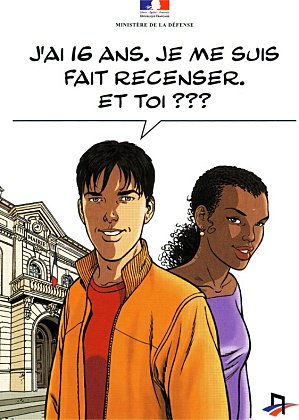 MINISTÈRE DE LA DÉFENSE
J'AI 16 ANS. JE ME SUIS
FAIT RECENSER.
ET TOI ???